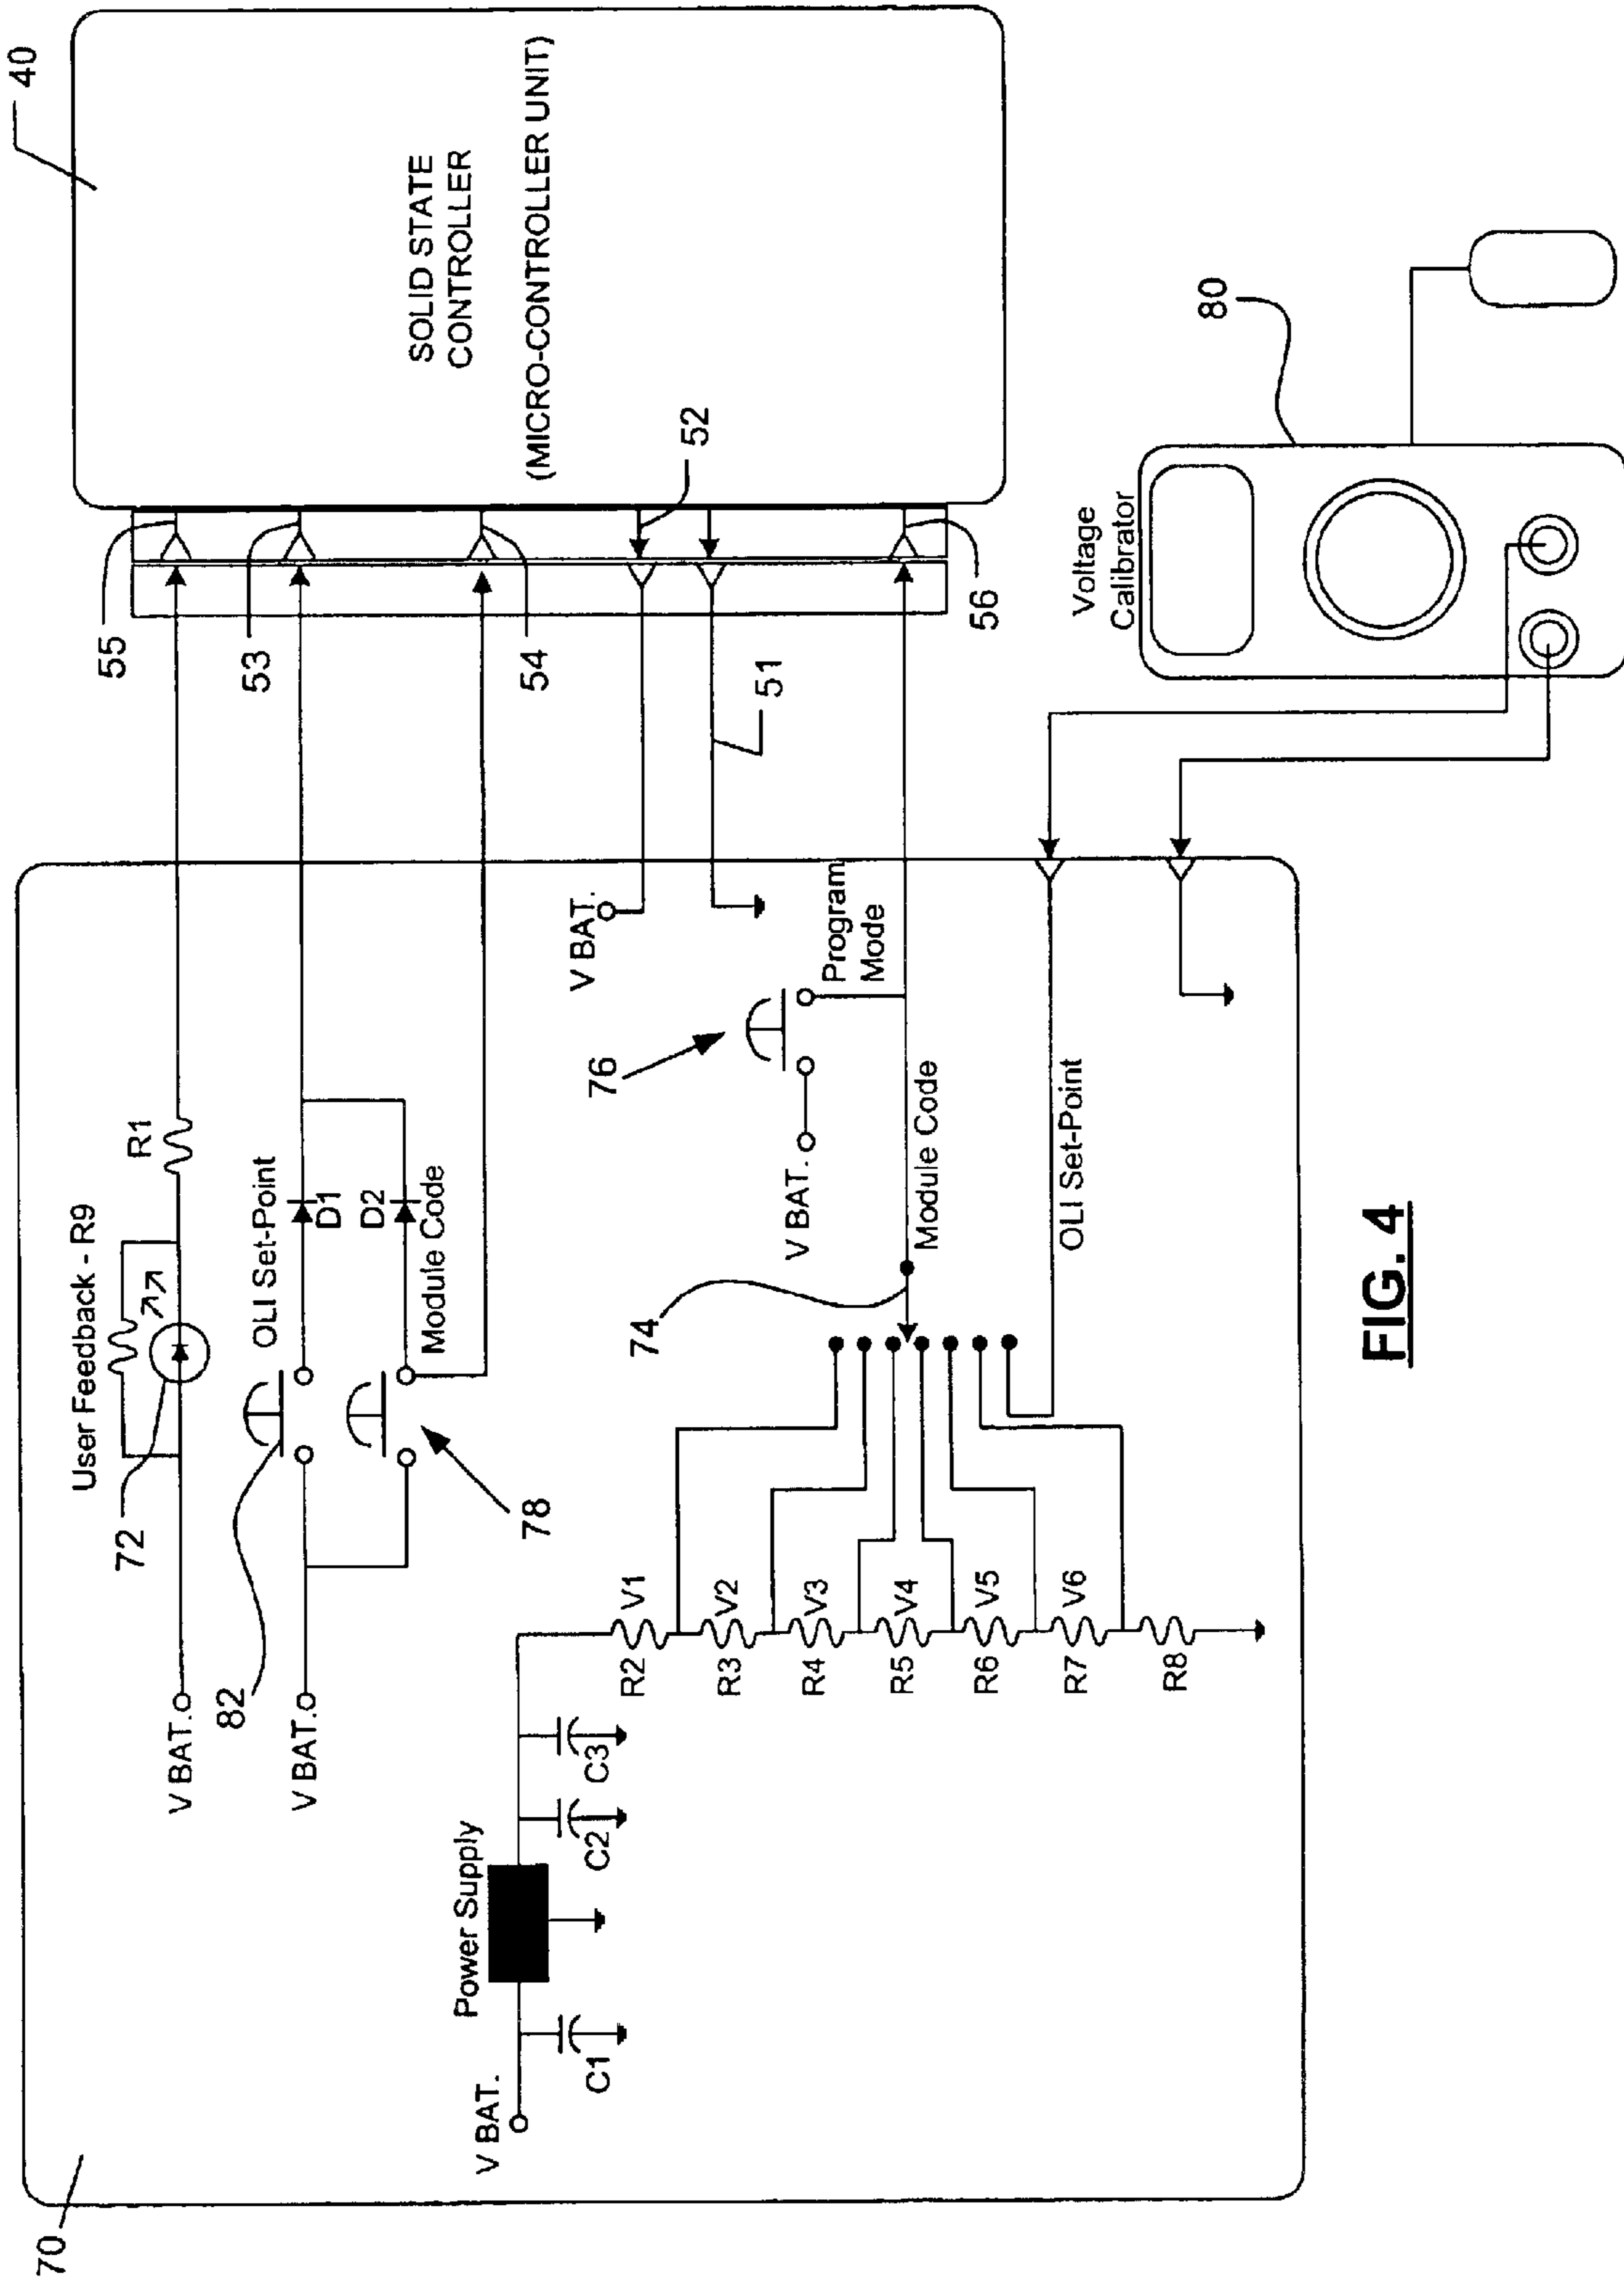 70
40
User Feedback - R9
72
R1
V BAT.
82
V BAT.
OLI Set-Point
D1
D2
Module Code
78
55
53
54
52
51
56
SOLID STATE
CONTROLLER
(MICRO-CONTROLLER UNIT)
V BAT.
C1
Power Supply
C2
C3
R2
V1
R3
V2
R4
V3
R5
V4
R6
V5
R7
V6
R8
74
76
V BAT.
V BAT.
Program
Mode
Module Code
OLI Set-Point
Voltage
Calibrator
80
FIG. 4